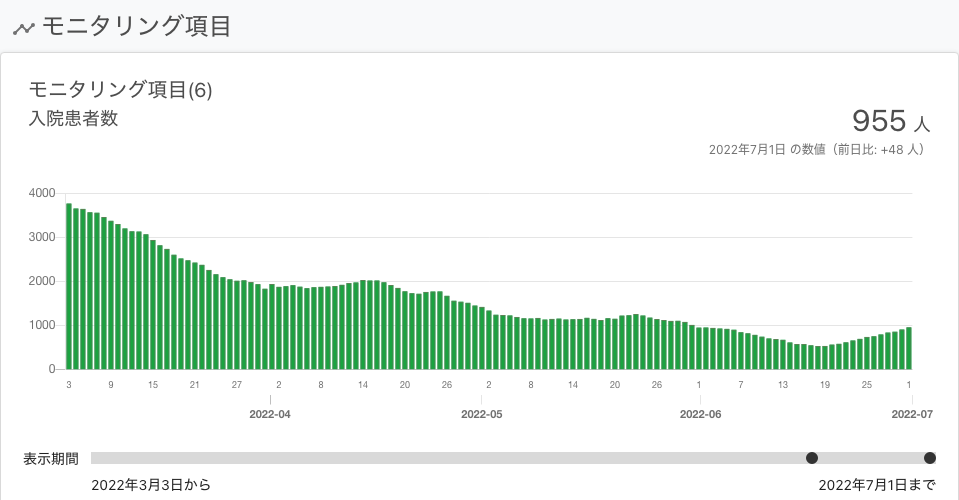 モニタリング項目
モニタリング項目(6)
入院患者数
955 人
2022年7月1日 の数値（前日比: +48 人）
4000
3000
2000
1000
0
3 9 15 21 27 2 8 14 20 26 2 8 14 20 26 1 7 13 19 25 1
2022-04 2022-05 2022-06 2022-07
表示期間
2022年3月3日から 2022年7月1日まで